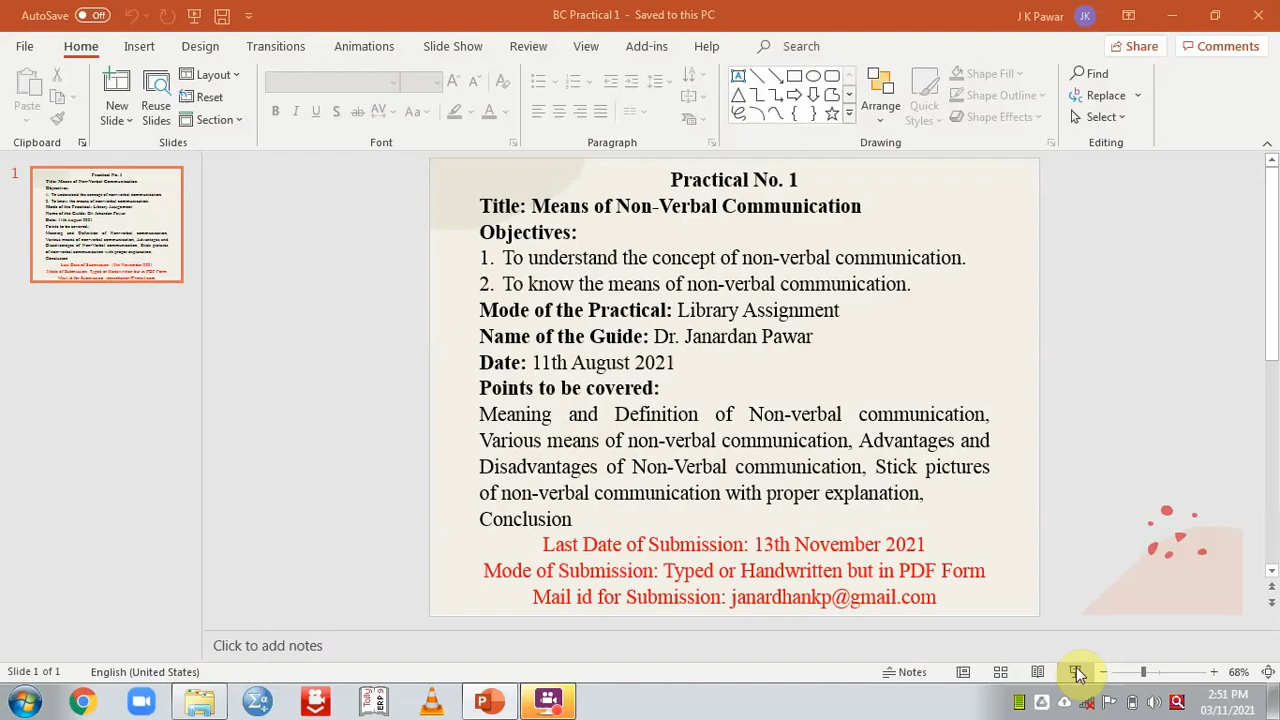 AutoSave Off
BC Practical 1 - Saved to this PC
J K Pawar JK
File Home Insert Design Transitions Animations Slide Show Review View Add-ins Help Search
Share Comments
Paste
New Slide
Reuse Slides
Layout
Reset
Section
Aa
B I U S ab AV A
Arrange
Quick Styles
Shape Fill
Shape Outline
Shape Effects
Find
Replace
Select
Clipboard Slides Font Paragraph Drawing Editing
1
Practical No. 1
Title: Means of Non-Verbal Communication
Objectives:
1. To understand the concept of non-verbal communication.
2. To know the means of non-verbal communication.
Mode of the Practical: Library Assignment
Name of the Guide: Dr. Janardan Pawar
Date: 11th August 2021
Points to be covered:
Meaning and Definition of Non-verbal communication,
Various means of non-verbal communication, Advantages and
Disadvantages of Non-Verbal communication, Stick pictures
of non-verbal communication with proper explanation,
Conclusion
Last Date of Submission: 13th November 2021
Mode of Submission: Typed or Handwritten but in PDF Form
Mail id for Submission: janardhankp@gmail.com
Click to add notes
Slide 1 of 1 English (United States) Notes 68%
2:51 PM
03/11/2021